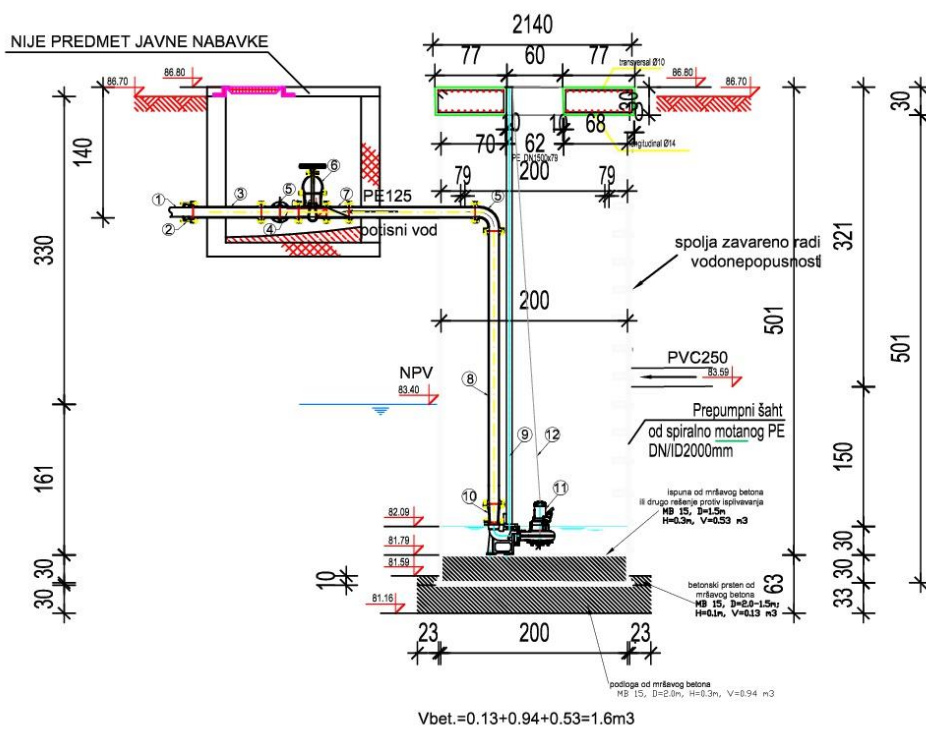 2140
NIJE PREDMET JAVNE NABAVKE
77 60 77
transversal Ø10
86.70 86.80
86.80 86.70
30
30
10 10 68
70 62
longitudinal Ø14
PE_DN1500x79
200
79 79
140
330
6
5
3
7
1
2
4
PE125
potisni vod
5
spolja zavareno radi
vodonepopusnosti
321
501
501
200
PVC250
83.59
NPV
83.40
8
Prepumpni šaht
od spiralno motanog PE
DN/ID2000mm
9
12
150
161
10
11
ispuna od mršavog betona
ili drugo rešenje protiv isplivavanja
MB 15, D=1.5m
H=0.3m, V=0.53 m3
82.09
81.79
81.59
30
30
10
30
33
63
betonski prsten od
mršavog betona
MB 15, D=2.0-1.5m;
H=0.1m, V=0.13 m3
81.16
23 200 23
podloga od mršavog betona
MB 15, D=2.0m, H=0.3m, V=0.94 m3
Vbet.=0.13+0.94+0.53=1.6m3